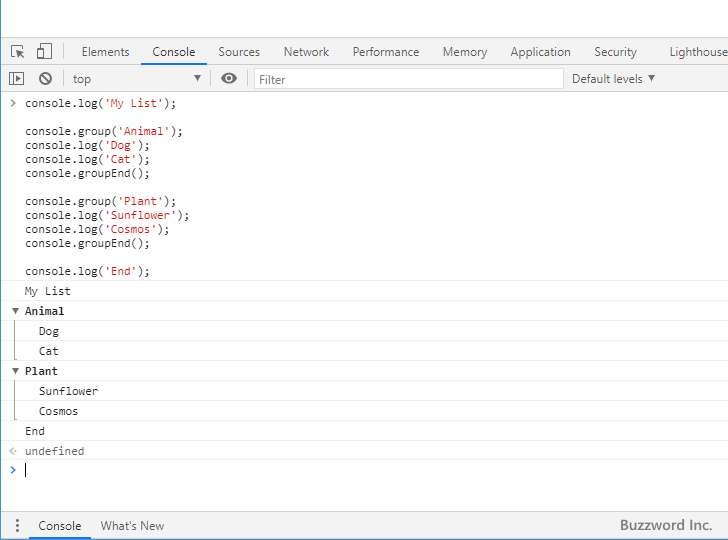 Elements Console Sources Network Performance Memory Application Security Lighthouse
top Filter Default levels
console.log('My List');
console.group('Animal');
console.log('Dog');
console.log('Cat');
console.groupEnd();
console.group('Plant');
console.log('Sunflower');
console.log('Cosmos');
console.groupEnd();
console.log('End');
My List
Animal
Dog
Cat
Plant
Sunflower
Cosmos
End
undefined
Console What's New
Buzzword Inc.